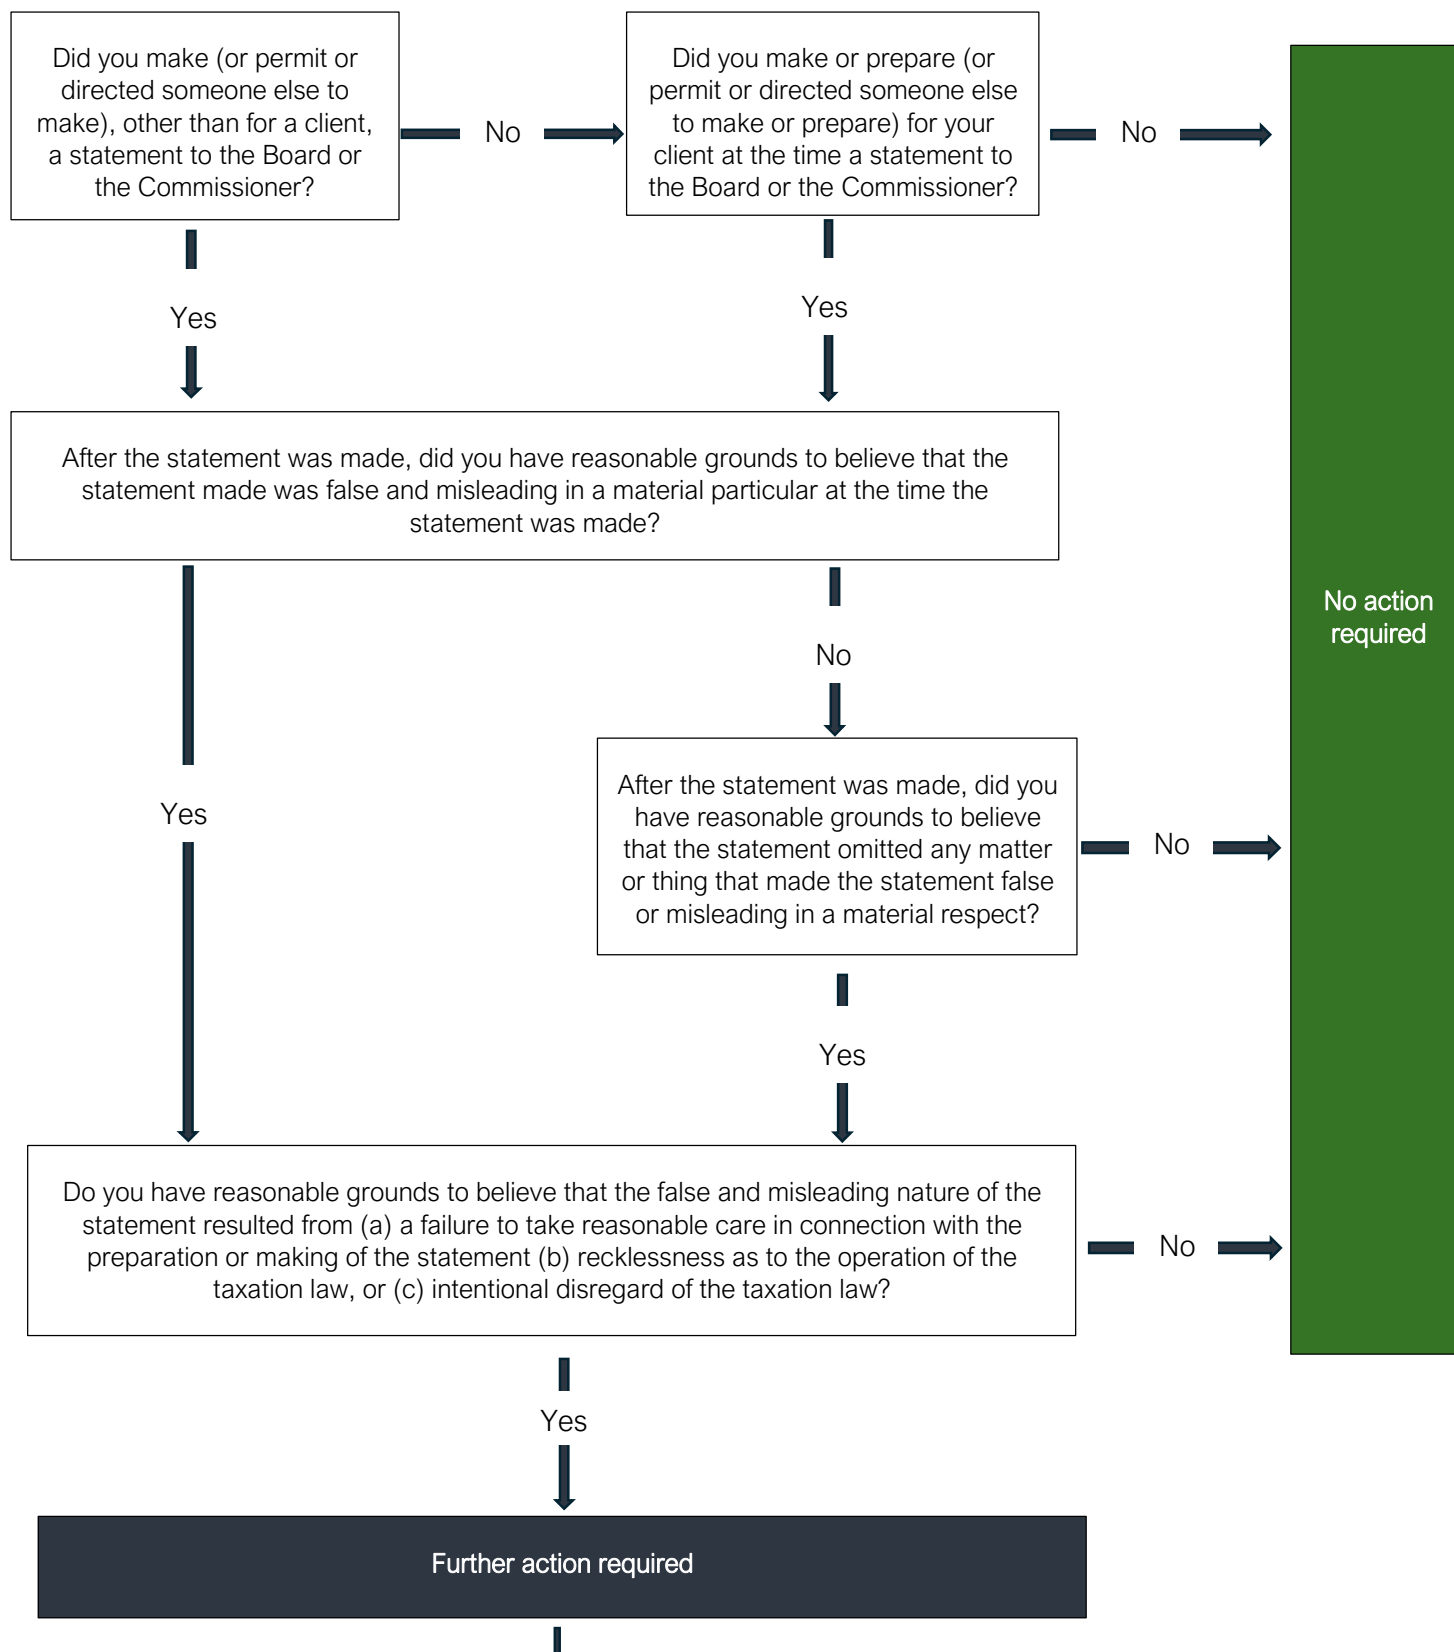 Did you make (or permit or
directed someone else to
make), other than for a client,
a statement to the Board or
the Commissioner?
No
Did you make or prepare (or
permit or directed someone else
to make or prepare) for your
client at the time a statement to
the Board or the Commissioner?
No
Yes
Yes
After the statement was made, did you have reasonable grounds to believe that the
statement made was false and misleading in a material particular at the time the
statement was made?
No action
required
No
Yes
After the statement was made, did you
have reasonable grounds to believe
that the statement omitted any matter
or thing that made the statement false
or misleading in a material respect?
No
Yes
Do you have reasonable grounds to believe that the false and misleading nature of the
statement resulted from (a) a failure to take reasonable care in connection with the
preparation or making of the statement (b) recklessness as to the operation of the
taxation law, or (c) intentional disregard of the taxation law?
No
Yes
Further action required